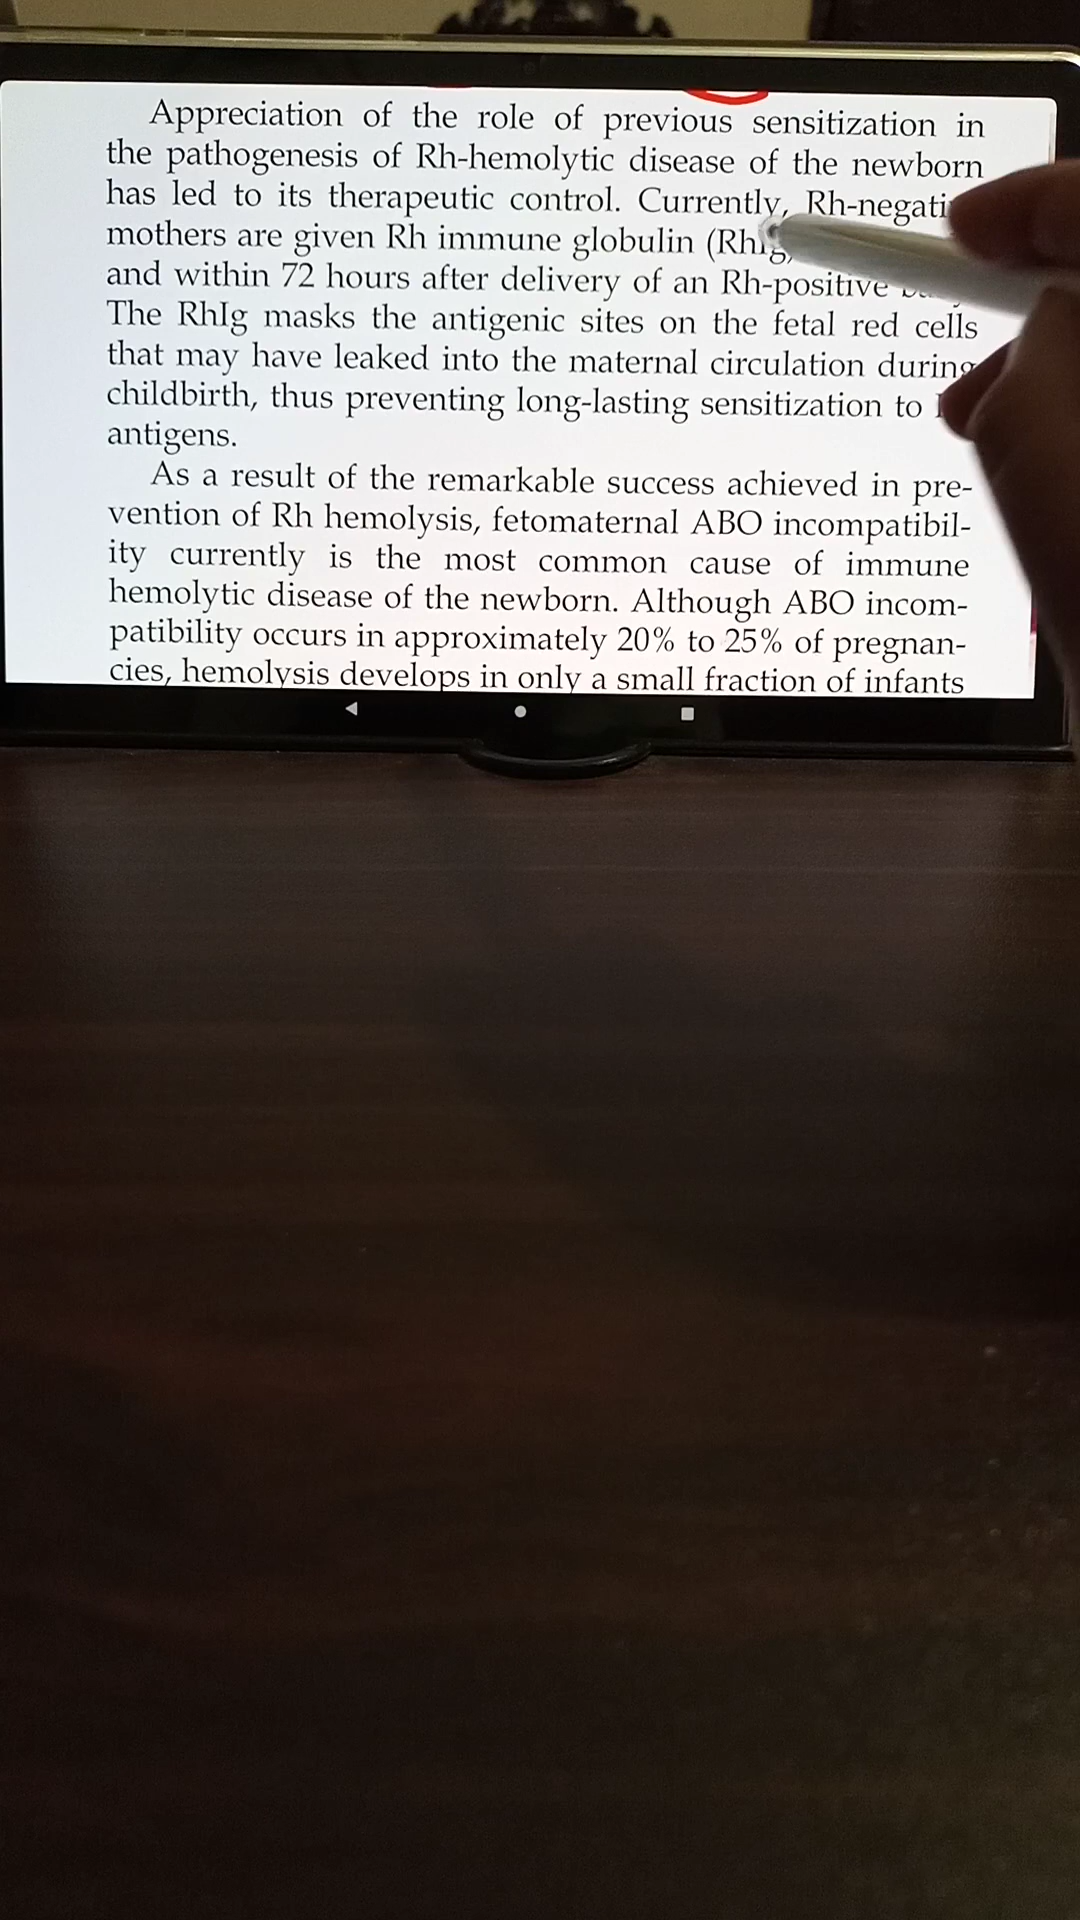 Appreciation of the role of previous sensitization in
the pathogenesis of Rh-hemolytic disease of the newborn
has led to its therapeutic control. Currently,
mothers are given Rh immune globulin (RhIg)
and within 72 hours after delivery of an Rh-positive
The RhIg masks the antigenic sites on the fetal red cells
that may have leaked into the maternal circulation during
childbirth, thus preventing long-lasting sensitization to
antigens.
As a result of the remarkable success achieved in pre-
vention of Rh hemolysis, fetomaternal ABO incompatibil-
ity currently is the most common cause of immune
hemolytic disease of the newborn. Although ABO incom-
patibility occurs in approximately 20% to 25% of pregnan-
cies, hemolysis develops in only a small fraction of infants